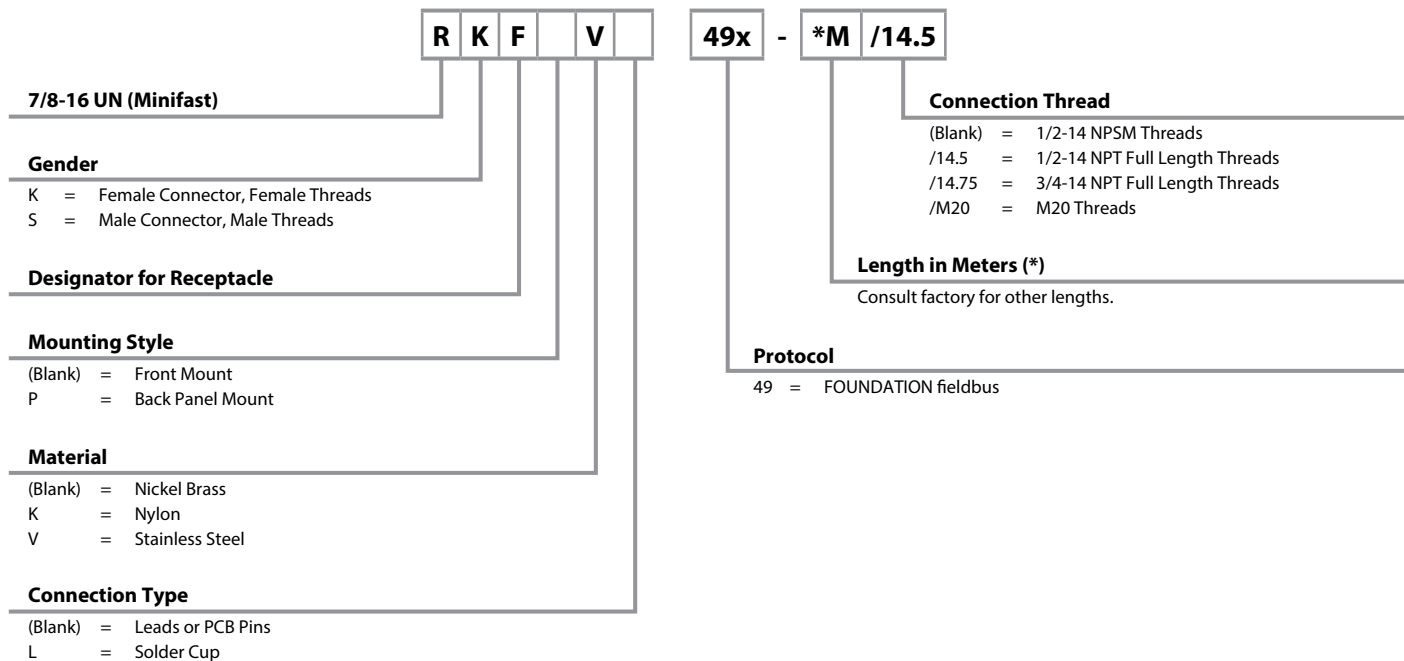 R K F V 49x - *M /14.5
7/8-16 UN (Minifast)
Gender
K = Female Connector, Female Threads
S = Male Connector, Male Threads
Designator for Receptacle
Mounting Style
(Blank) = Front Mount
P = Back Panel Mount
Material
(Blank) = Nickel Brass
K = Nylon
V = Stainless Steel
Connection Type
(Blank) = Leads or PCB Pins
L = Solder Cup
Connection Thread
(Blank) = 1/2-14 NPSM Threads
/14.5 = 1/2-14 NPT Full Length Threads
/14.75 = 3/4-14 NPT Full Length Threads
/M20 = M20 Threads
Length in Meters (*)
Consult factory for other lengths.
Protocol
49 = FOUNDATION fieldbus